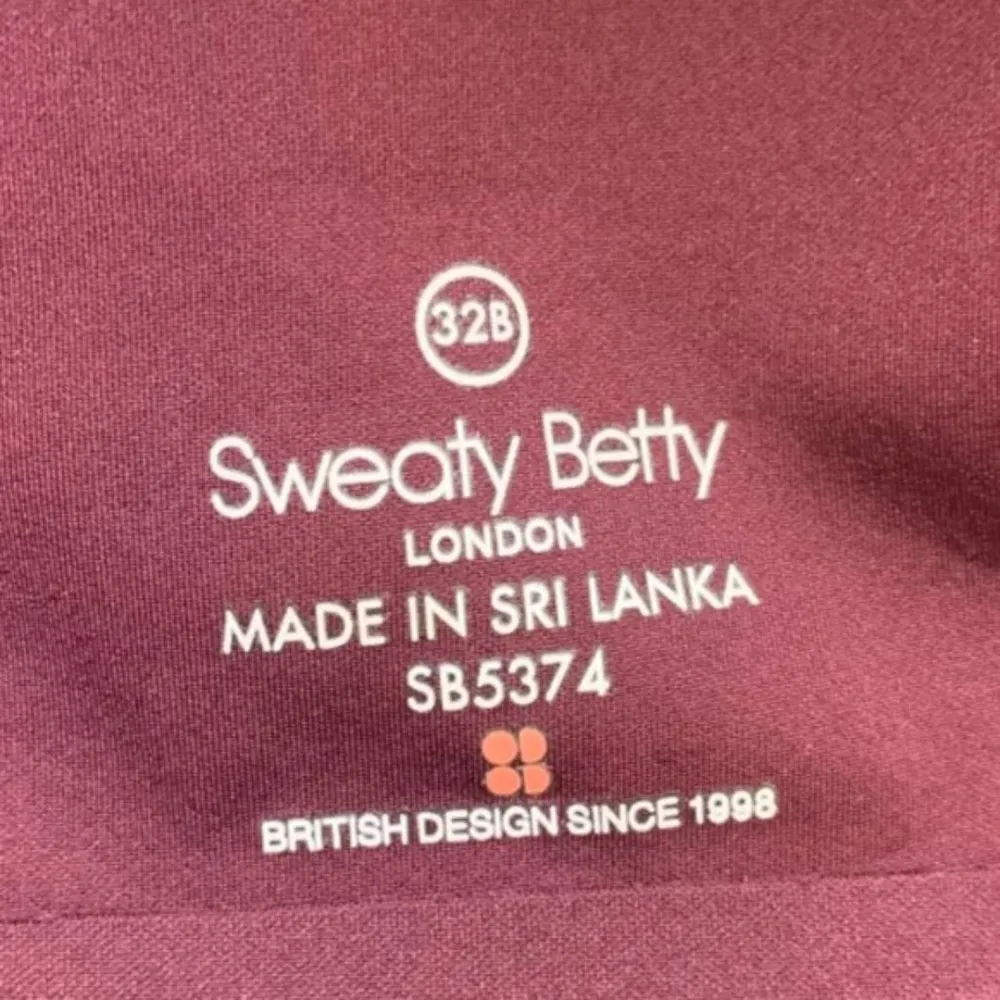 32B
Sweaty Betty
LONDON
MADE IN SRI LANKA
SB5374
BRITISH DESIGN SINCE 1998